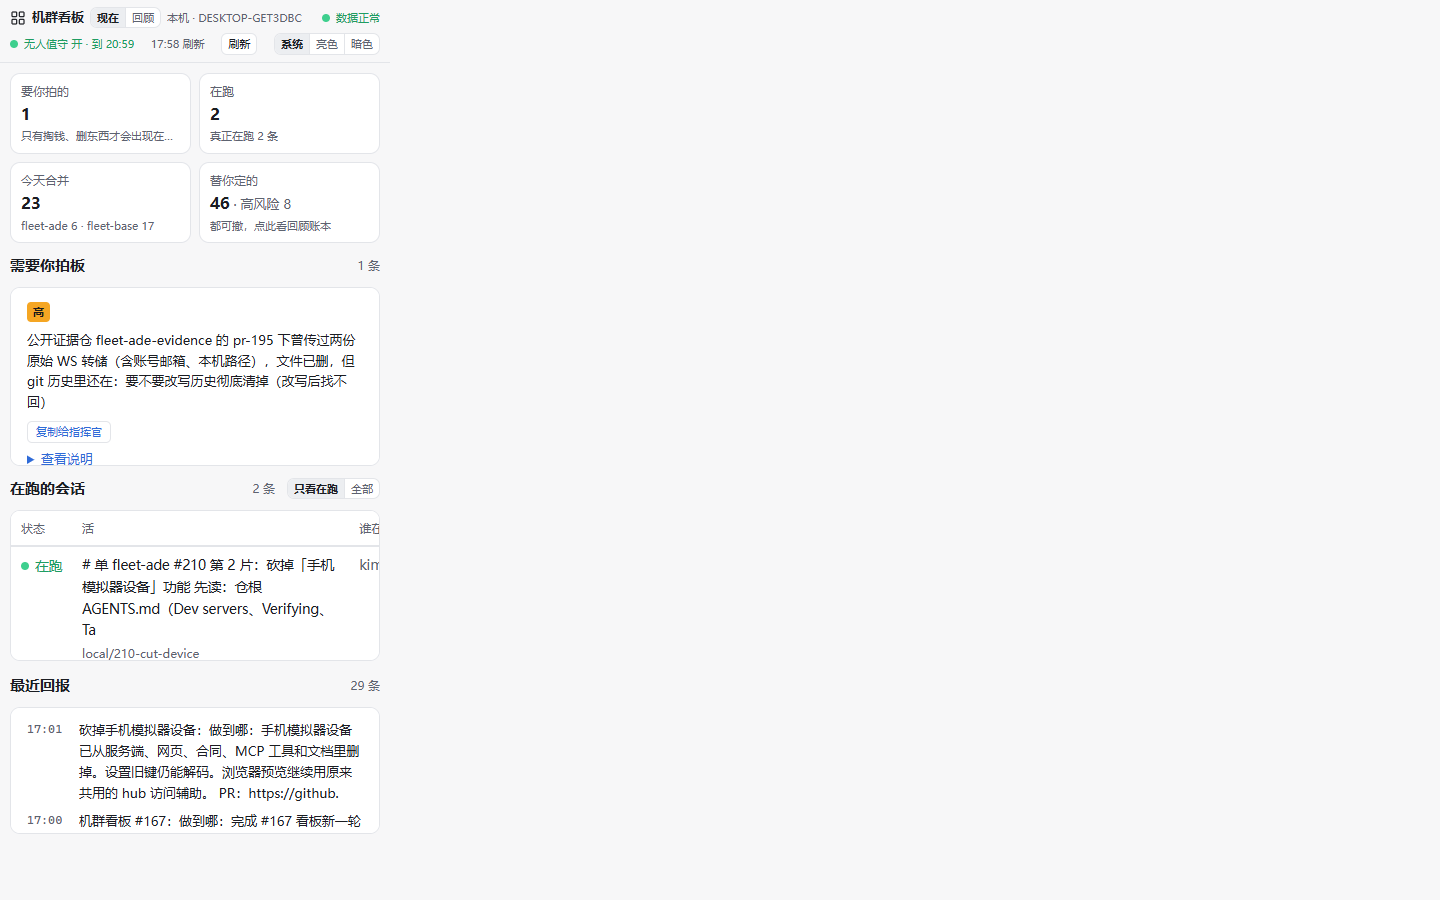 机群看板 现在 回顾 本机 · DESKTOP-GET3DBC 数据正常
无人值守 开 · 到 20:59 17:58 刷新 刷新 系统 亮色 暗色
要你拍的
1
只有掏钱、删东西才会出现在...
在跑
2
真正在跑 2 条
今天合并
23
fleet-ade 6 · fleet-base 17
替你定的
46 · 高风险 8
都可撤，点此看回顾账本
需要你拍板 1 条
高
公开证据仓 fleet-ade-evidence 的 pr-195 下曾传过两份
原始 WS 转储（含账号邮箱、本机路径），文件已删，但
git 历史里还在：要不要改写历史彻底清掉（改写后找不
回）
复制给指挥官
▶ 查看说明
在跑的会话 2 条 只看在跑 全部
状态 活 谁在
在跑 # 单 fleet-ade #210 第 2 片：砍掉「手机 kim
模拟器设备」功能 先读：仓根
AGENTS.md（Dev servers、Verifying、
Ta
local/210-cut-device
最近回报 29 条
17:01 砍掉手机模拟器设备：做到哪：手机模拟器设备
已从服务端、网页、合同、MCP 工具和文档里删
掉。设置旧键仍能解码。浏览器预览继续用原来
共用的 hub 访问辅助。 PR：https://github.
17:00 机群看板 #167：做到哪：完成 #167 看板新一轮